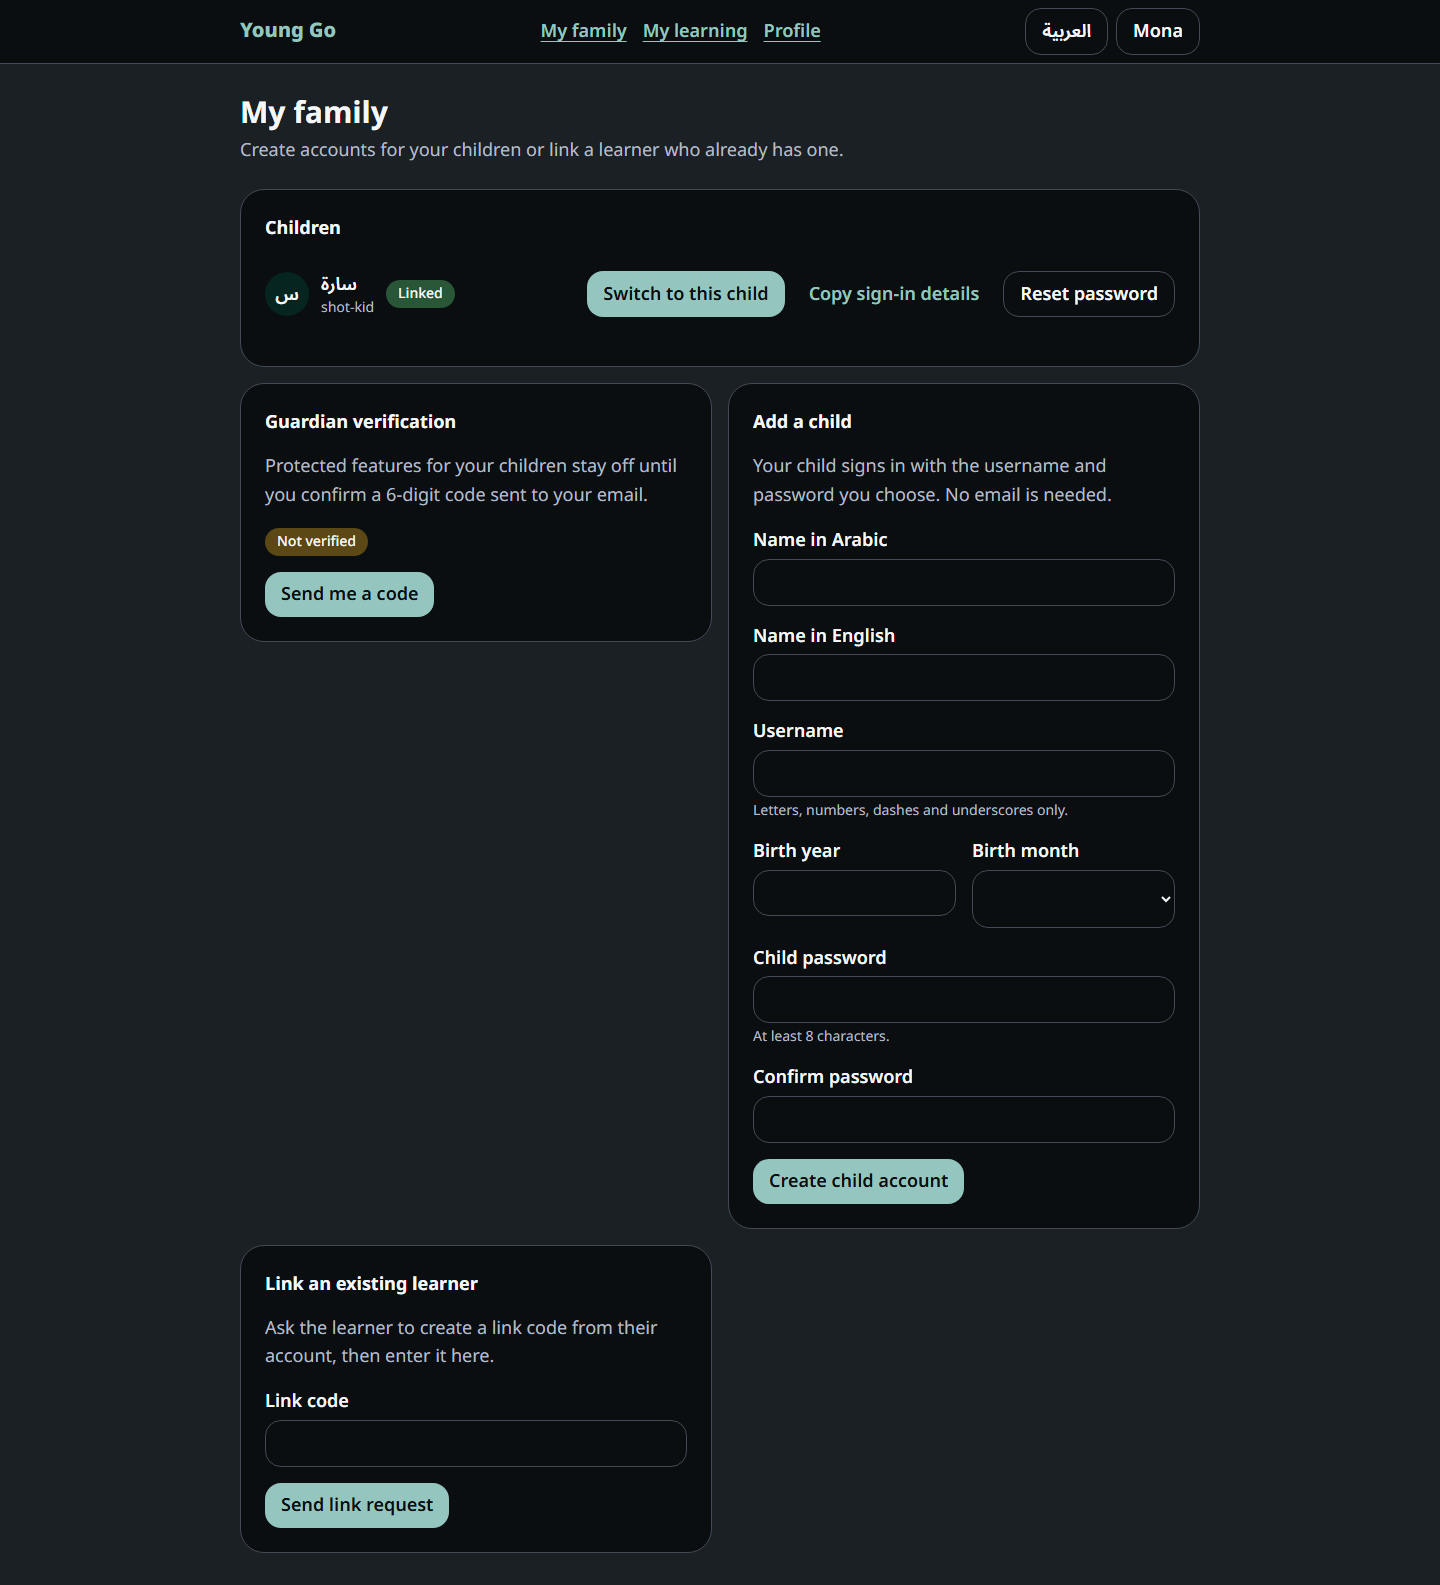 Young Go
My family
My learning
Profile
العربية
Mona
My family
Create accounts for your children or link a learner who already has one.
Children
س
سارة
shot-kid
Linked
Switch to this child
Copy sign-in details
Reset password
Guardian verification
Protected features for your children stay off until
you confirm a 6-digit code sent to your email.
Not verified
Send me a code
Add a child
Your child signs in with the username and
password you choose. No email is needed.
Name in Arabic
Name in English
Username
Letters, numbers, dashes and underscores only.
Birth year
Birth month
Child password
At least 8 characters.
Confirm password
Create child account
Link an existing learner
Ask the learner to create a link code from their
account, then enter it here.
Link code
Send link request